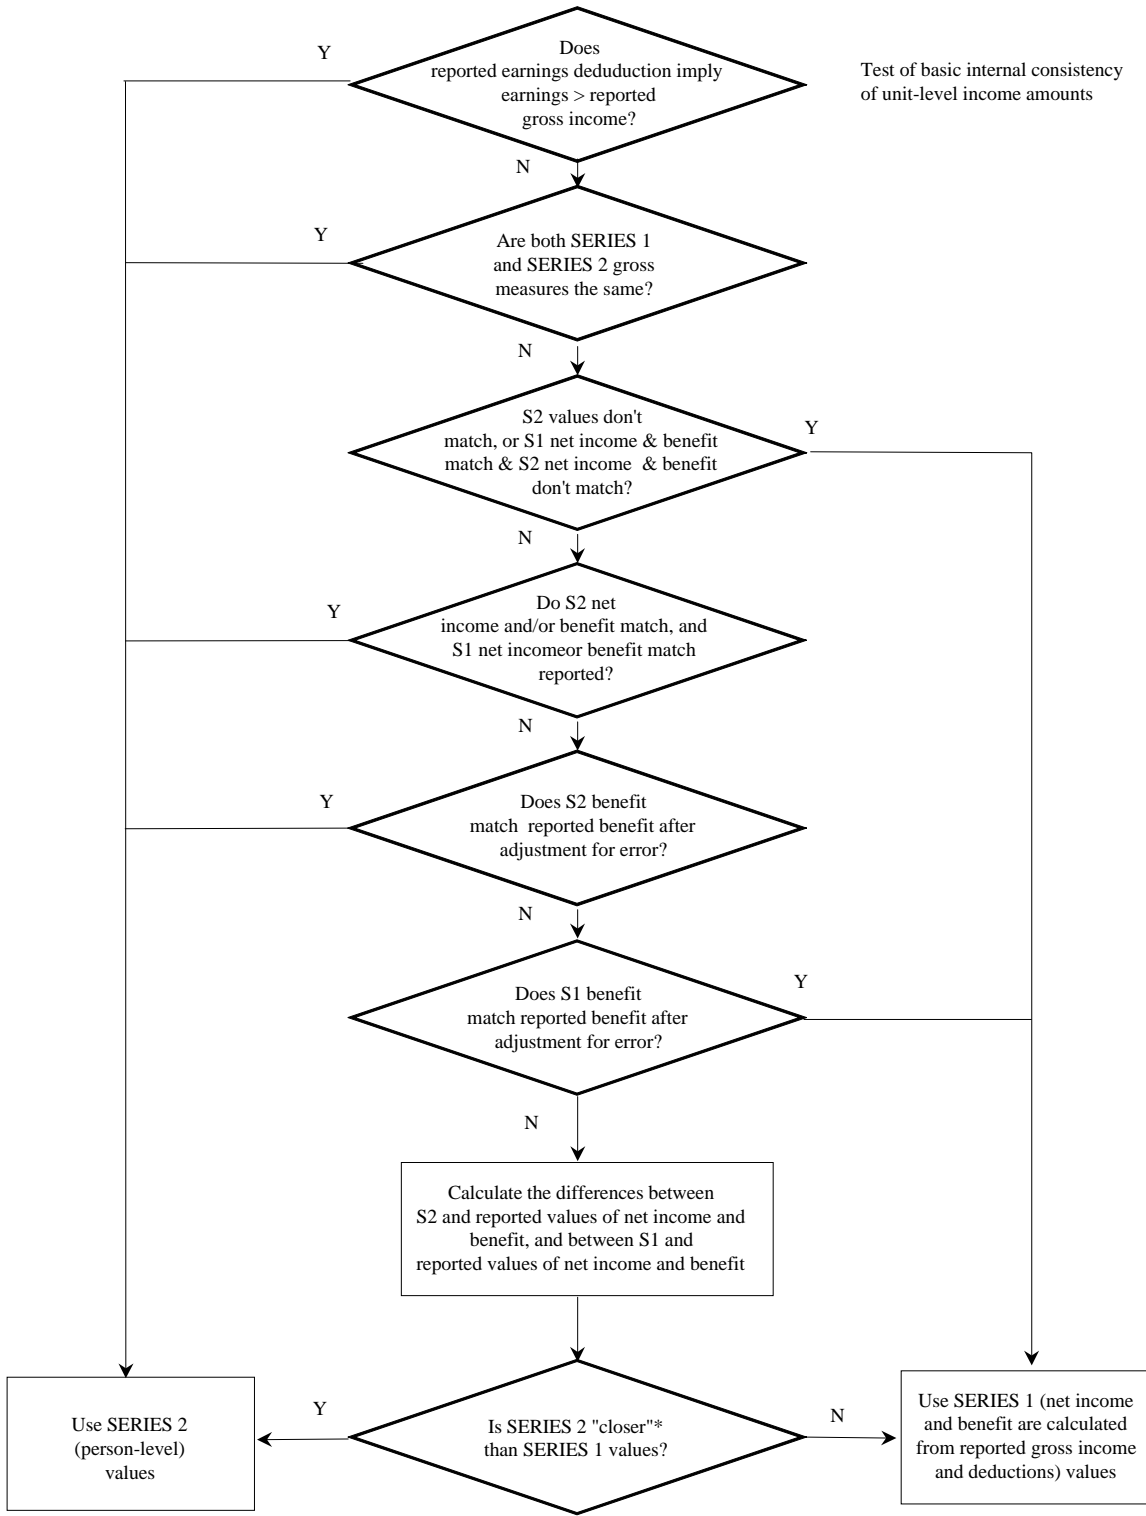 Y
Does
reported earnings deduduction imply
earnings > reported
gross income?
Test of basic internal consistency
of unit-level income amounts
N
Y
Are both SERIES 1
and SERIES 2 gross
measures the same?
N
S2 values don't
match, or S1 net income & benefit
match & S2 net income & benefit
don't match?
Y
N
Y
Do S2 net
income and/or benefit match, and
S1 net incomeor benefit match
reported?
N
Y
Does S2 benefit
match reported benefit after
adjustment for error?
N
Does S1 benefit
match reported benefit after
adjustment for error?
Y
N
Calculate the differences between
S2 and reported values of net income and
benefit, and between S1 and
reported values of net income and benefit
Use SERIES 2
(person-level)
values
Y
Is SERIES 2 "closer"*
than SERIES 1 values?
N
Use SERIES 1 (net income
and benefit are calculated
from reported gross income
and deductions) values